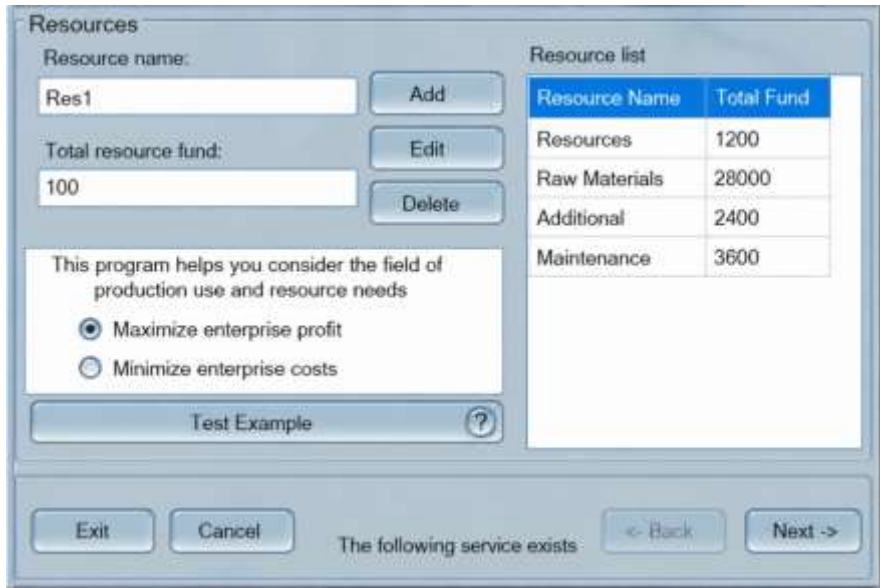 Resources
Resource name:
Res1
Add
Total resource fund:
Edit
100
Delete
This program helps you consider the field of
production use and resource needs
Maximize enterprise profit
Minimize enterprise costs
Test Example ?
Resource list
Resource Name Total Fund
Resources 1200
Raw Materials 28000
Additional 2400
Maintenance 3600
Exit Cancel The following service exists <- Back Next ->